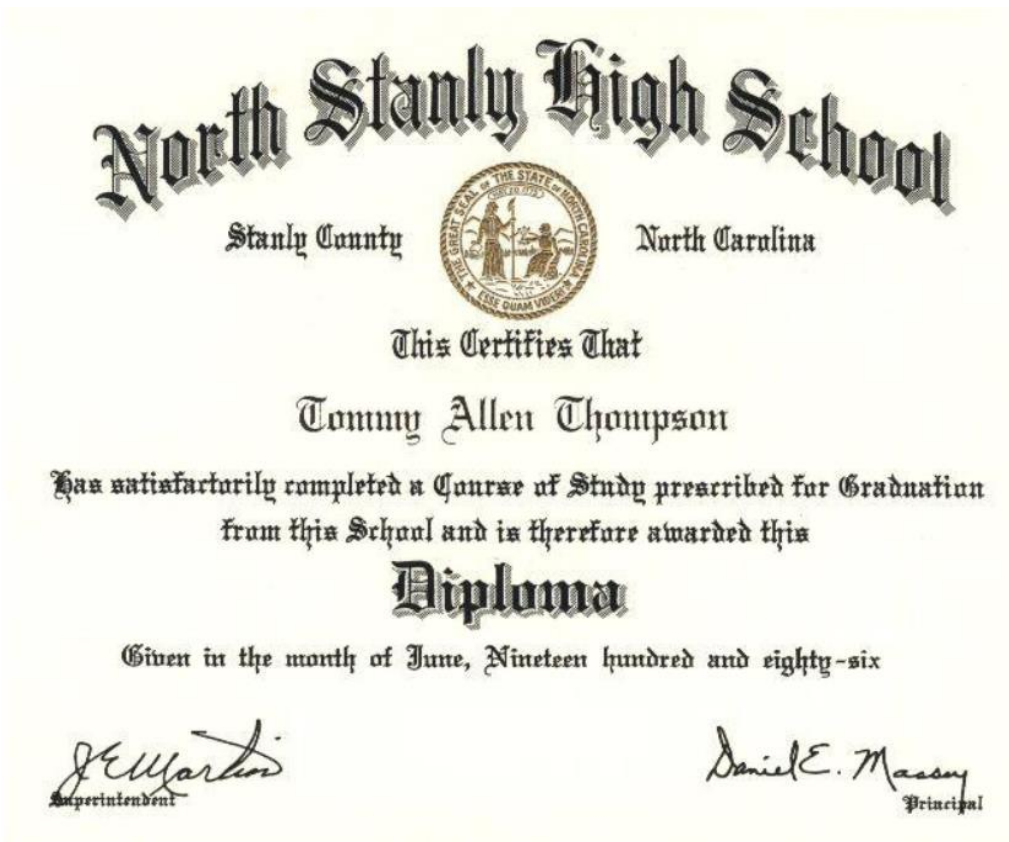 North Stanly High School
Stanly County
North Carolina
THE GREAT SEAL OF THE STATE OF NORTH CAROLINA
ESSE QUAM VIDERI
This Certifies That
Tommy Allen Thompson
Has satisfactorily completed a Course of Study prescribed for Graduation
from this School and is therefore awarded this
Diploma
Given in the month of June, Nineteen hundred and eighty-six
J E Martin
Daniel E. Massey
Superintendent
Principal